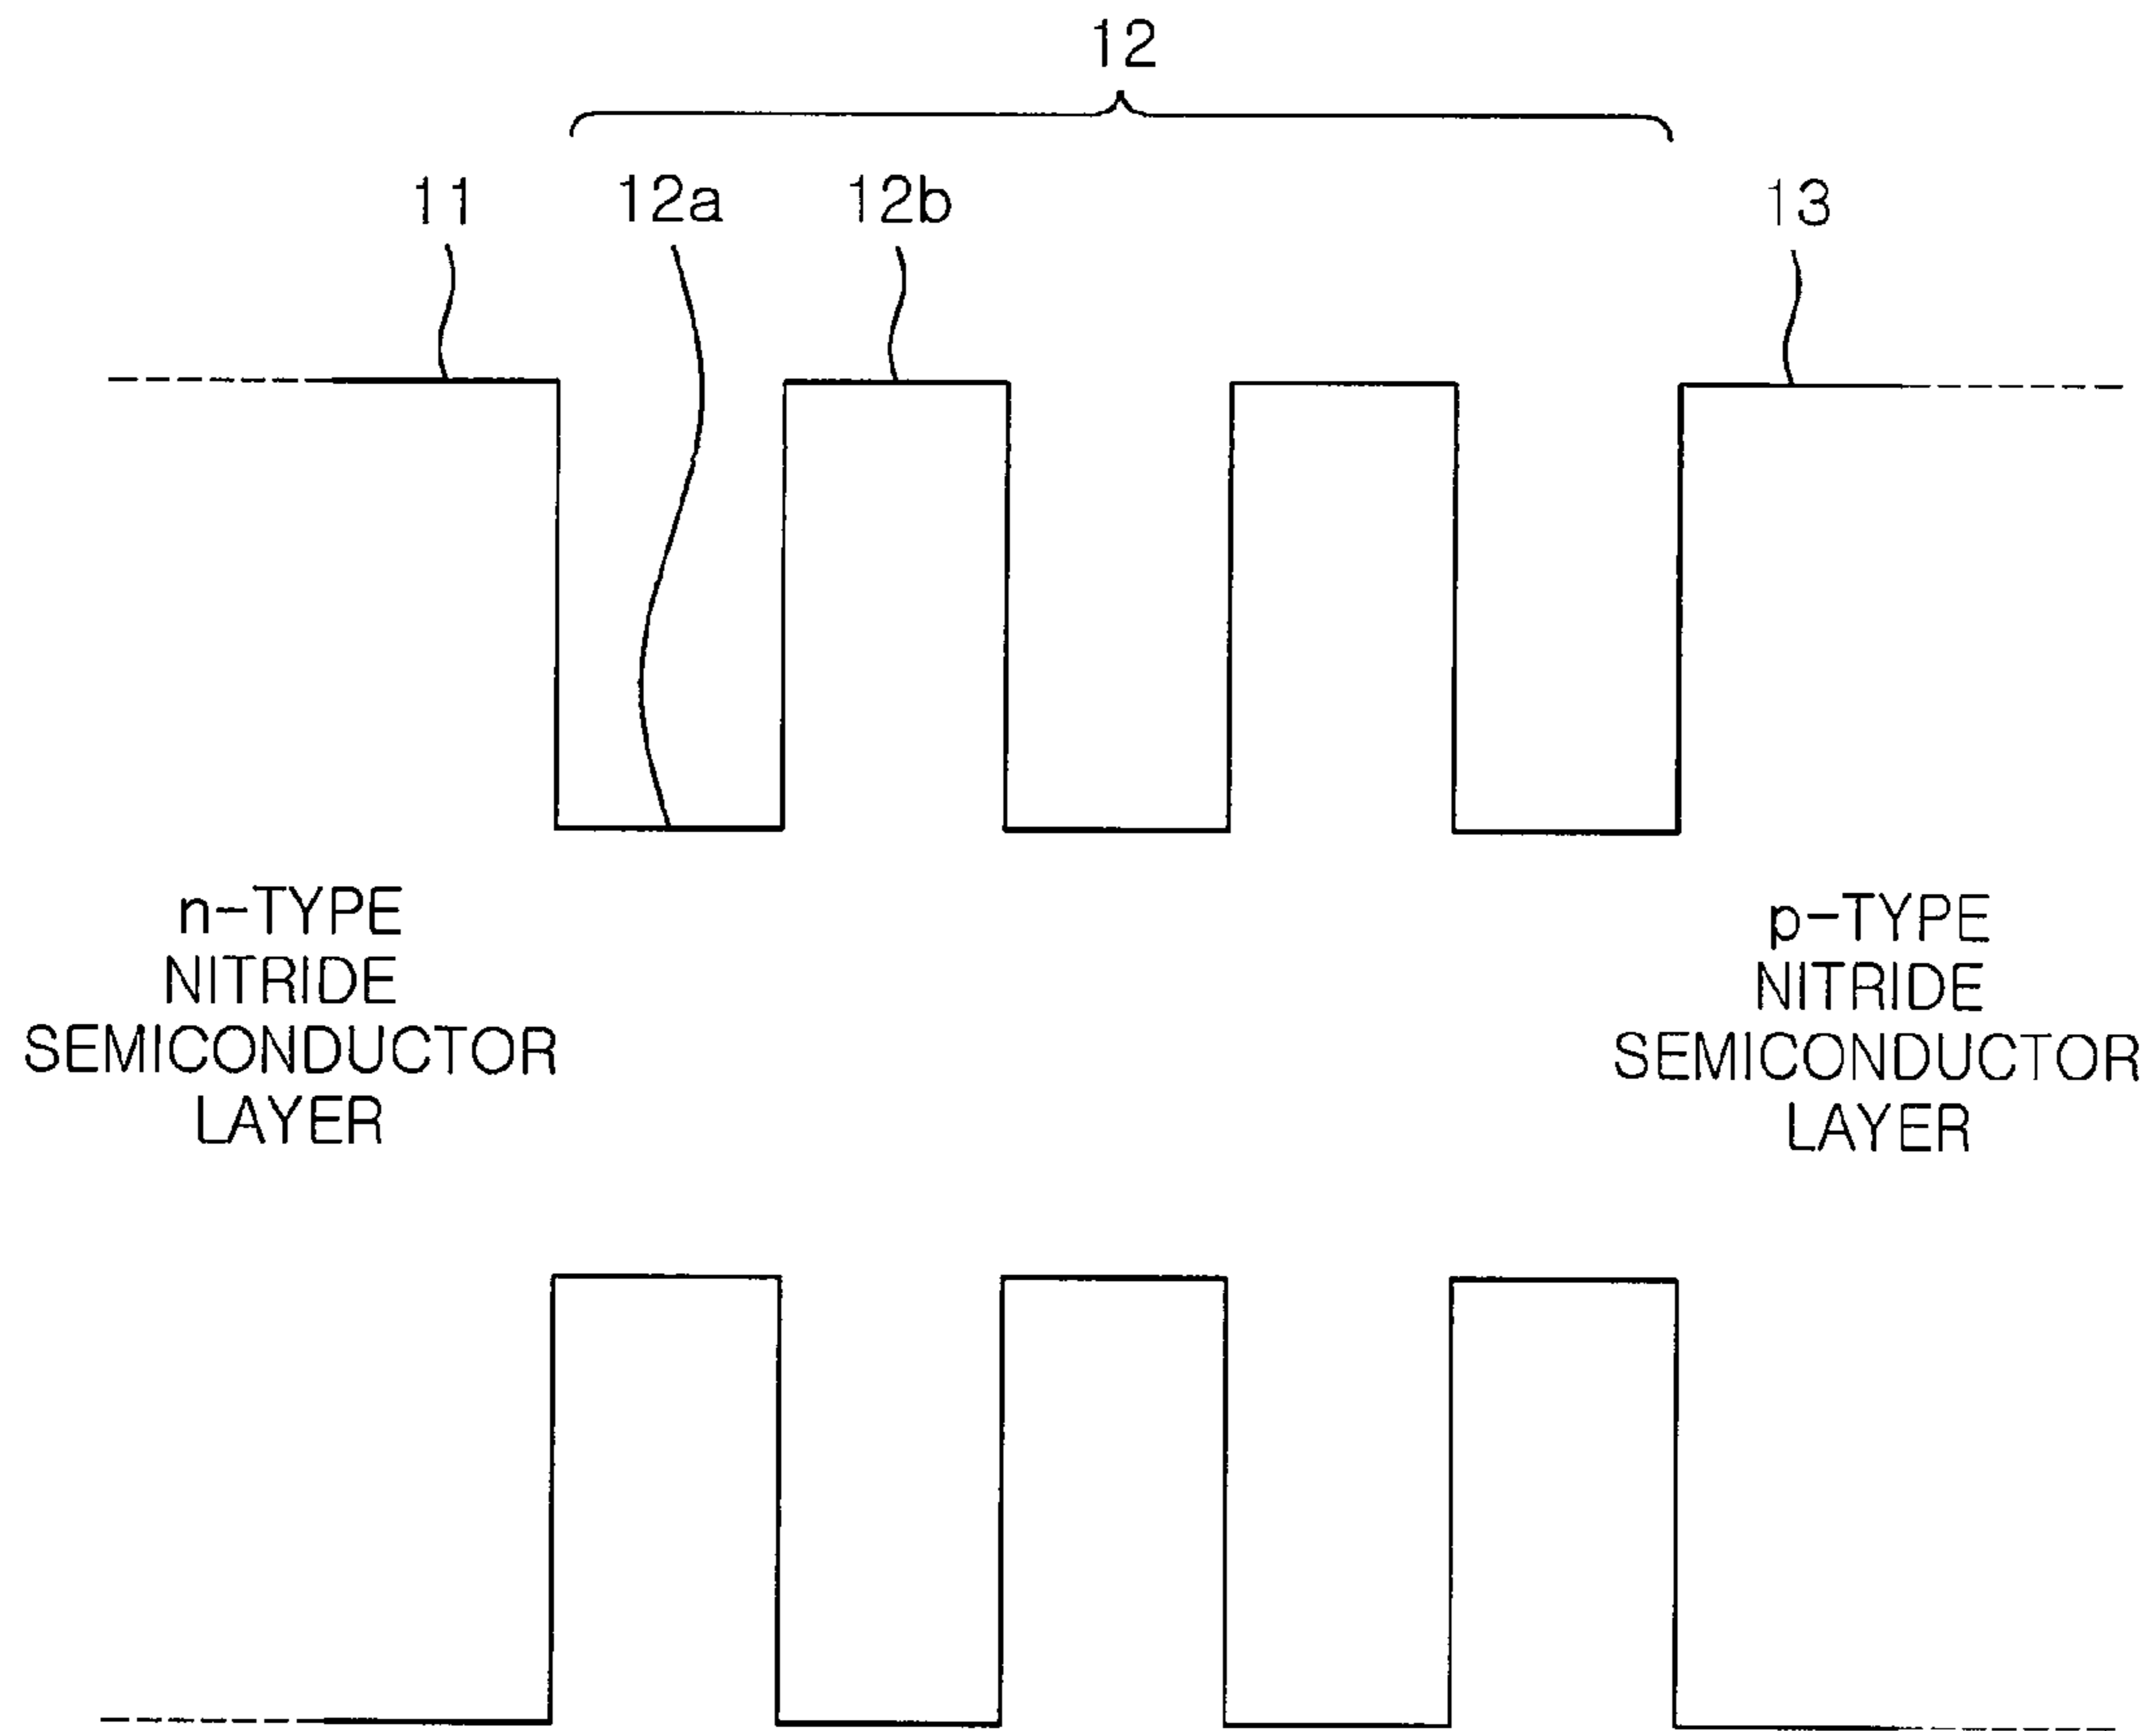 12
11
12a
12b
13
n-TYPE
NITRIDE
SEMICONDUCTOR
LAYER
p-TYPE
NITRIDE
SEMICONDUCTOR
LAYER